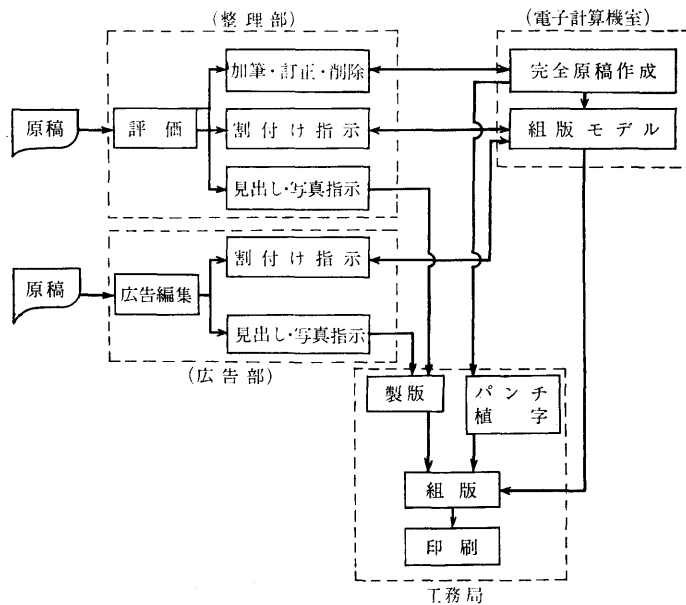 (整理部)
(電子計算機室)
加筆・訂正・削除
完全原稿作成
原稿
評価
割付け指示
組版モデル
見出し・写真指示
割付け指示
原稿
広告編集
見出し・写真指示
(広告部)
製版
パンチ
植字
組版
印刷
工務局